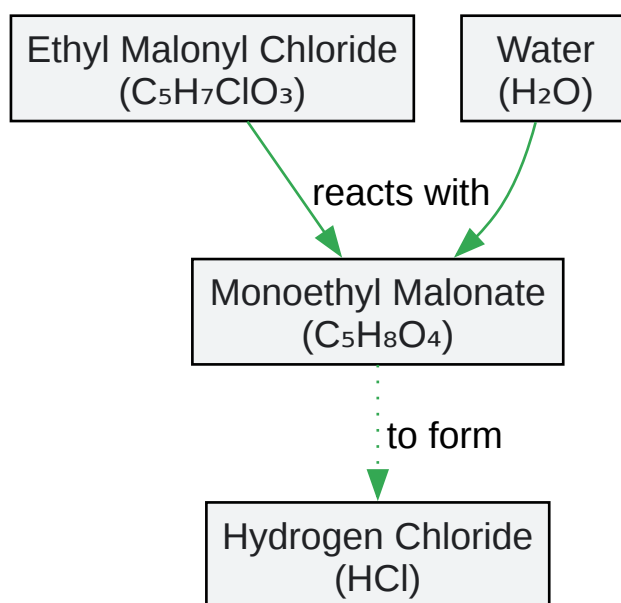 Ethyl Malonyl Chloride
(C₅H₇ClO₃)
Water
(H₂O)
reacts with
Monoethyl Malonate
(C₅H₈O₄)
to form
Hydrogen Chloride
(HCl)